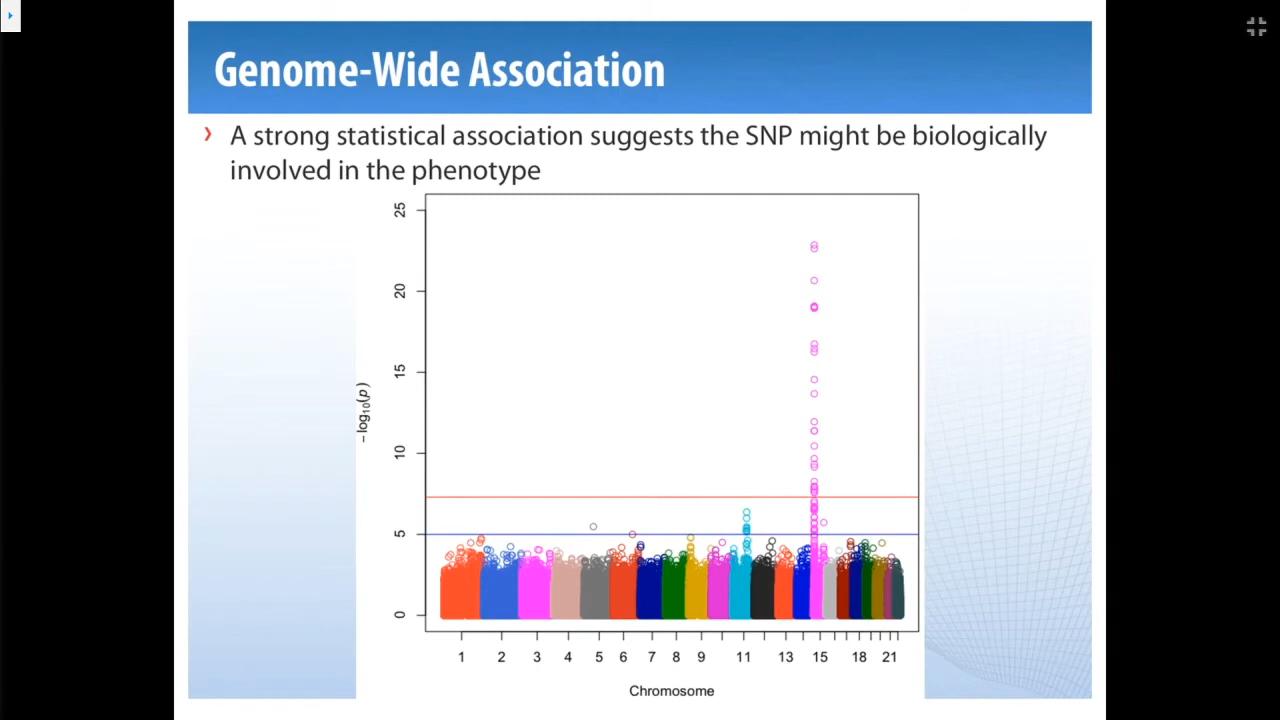 Genome-Wide Association
› A strong statistical association suggests the SNP might be biologically
involved in the phenotype
25
20
15
10
5
0
−log10(p)
1 2 3 4 5 6 7 8 9 11 13 15 18 21
Chromosome